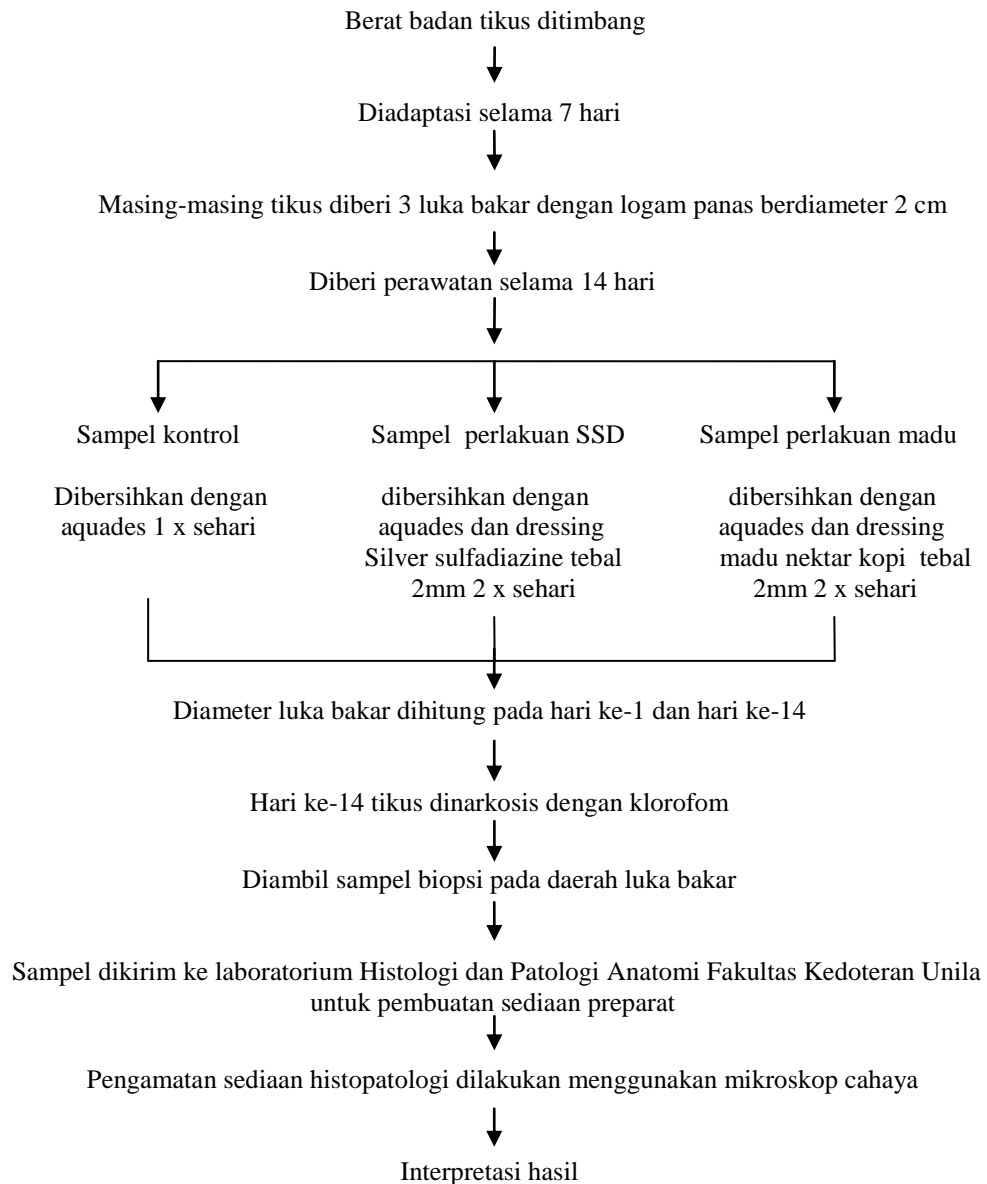 Berat badan tikus ditimbang
Diadaptasi selama 7 hari
Masing-masing tikus diberi 3 luka bakar dengan logam panas berdiameter 2 cm
Diberi perawatan selama 14 hari
Sampel kontrol
Dibersihkan dengan
aquades 1 x sehari
Sampel perlakuan SSD
dibersihkan dengan
aquades dan dressing
Silver sulfadiazine tebal
2mm 2 x sehari
Sampel perlakuan madu
dibersihkan dengan
aquades dan dressing
madu nektar kopi tebal
2mm 2 x sehari
Diameter luka bakar dihitung pada hari ke-1 dan hari ke-14
Hari ke-14 tikus dinarkosis dengan klorofom
Diambil sampel biopsi pada daerah luka bakar
Sampel dikirim ke laboratorium Histologi dan Patologi Anatomi Fakultas Kedoteran Unila
untuk pembuatan sediaan preparat
Pengamatan sediaan histopatologi dilakukan menggunakan mikroskop cahaya
Interpretasi hasil